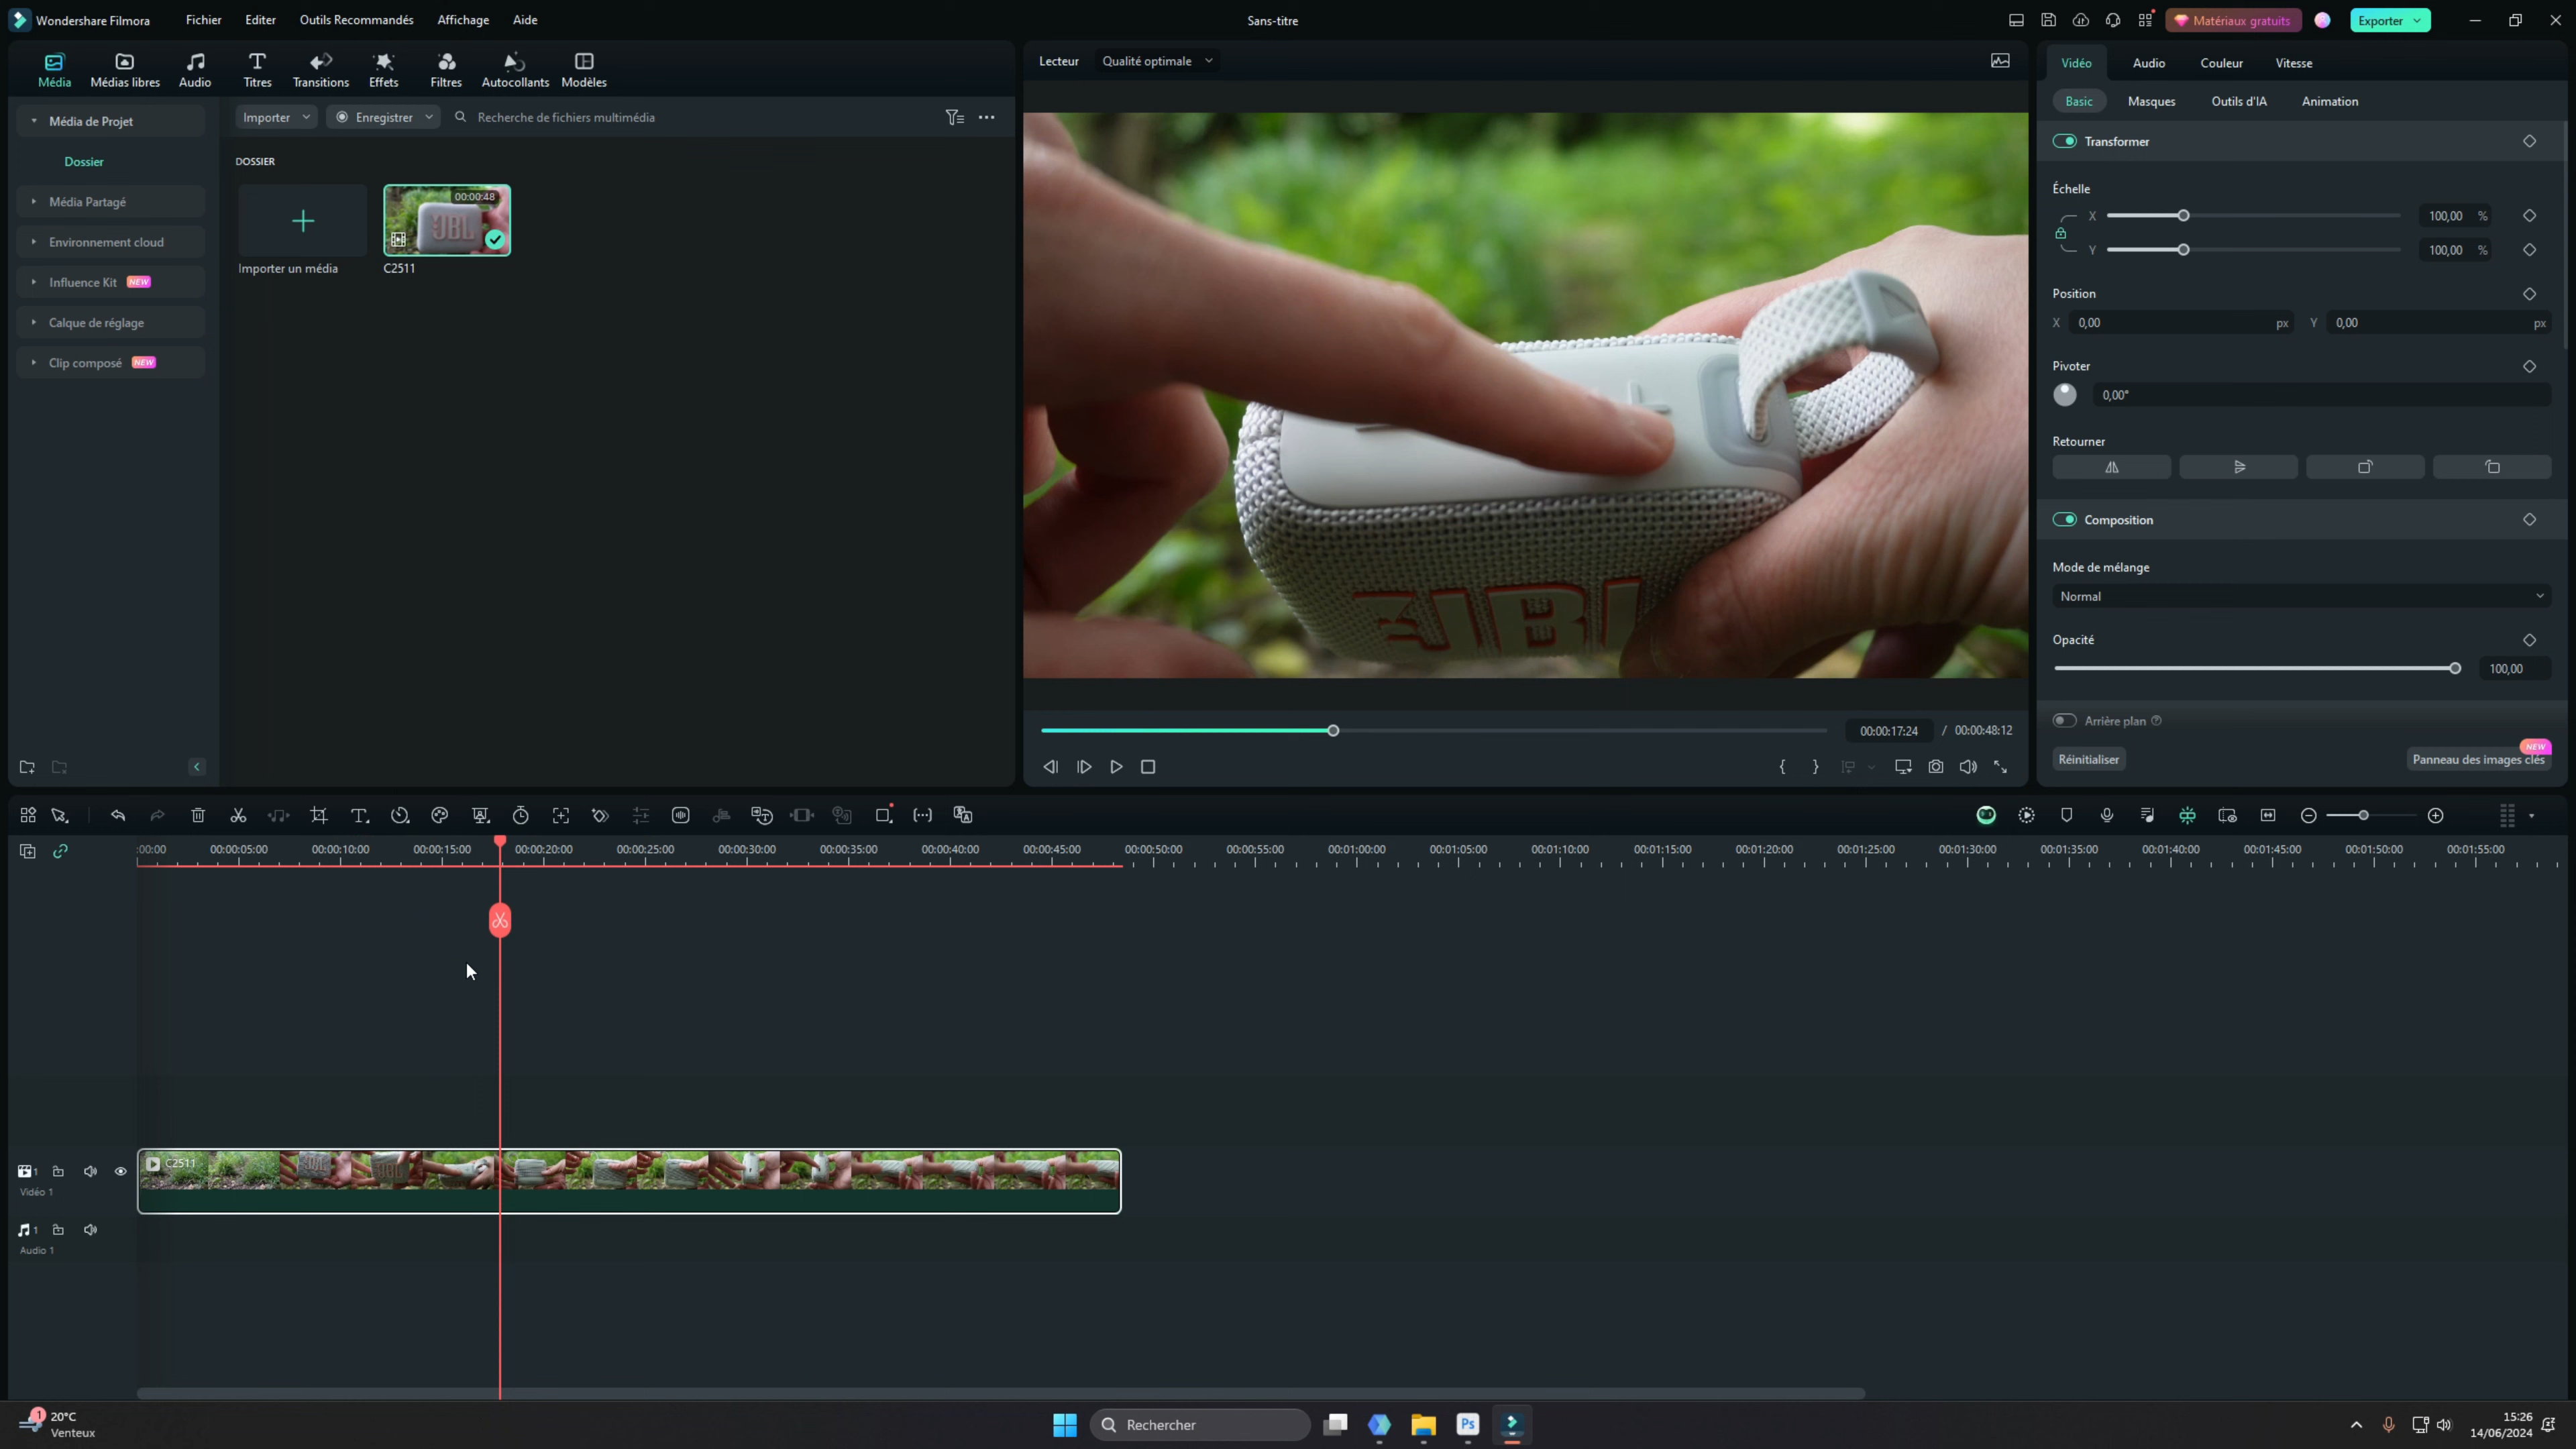 Wondershare Filmora Fichier Editer Outils Recommandés Affichage Aide Sans-titre Matériaux gratuits Exporter
Média Médias libres Audio Titres Transitions Effets Filtres Autocollants Modèles
Lecteur Qualité optimale
Vidéo Audio Couleur Vitesse
Basic Masques Outils d'IA Animation
Importer Enregistrer Recherche de fichiers multimédia
Média de Projet
Dossier
Média Partagé
Environnement cloud
Influence Kit NEW
Calque de réglage
Clip composé NEW
DOSSIER
00:00:48
JBL
Importer un média C2511
JBL
00:00:17:24 / 00:00:48:12
Transformer
Échelle
X 100,00 %
Y 100,00 %
Position
X 0,00 px Y 0,00 px
Pivoter
0,00°
Retourner
Composition
Mode de mélange
Normal
Opacité
100,00
Arrière plan
NEW
Réinitialiser Panneau des images clés
:00:00 00:00:05:00 00:00:10:00 00:00:15:00 00:00:20:00 00:00:25:00 00:00:30:00 00:00:35:00 00:00:40:00 00:00:45:00 00:00:50:00 00:00:55:00 00:01:00:00 00:01:05:00 00:01:10:00 00:01:15:00 00:01:20:00 00:01:25:00 00:01:30:00 00:01:35:00 00:01:40:00 00:01:45:00 00:01:50:00 00:01:55:00
C2511
1
Vidéo 1
1
Audio 1
1
20°C
Venteux
Rechercher
Ps
15:26
14/06/2024